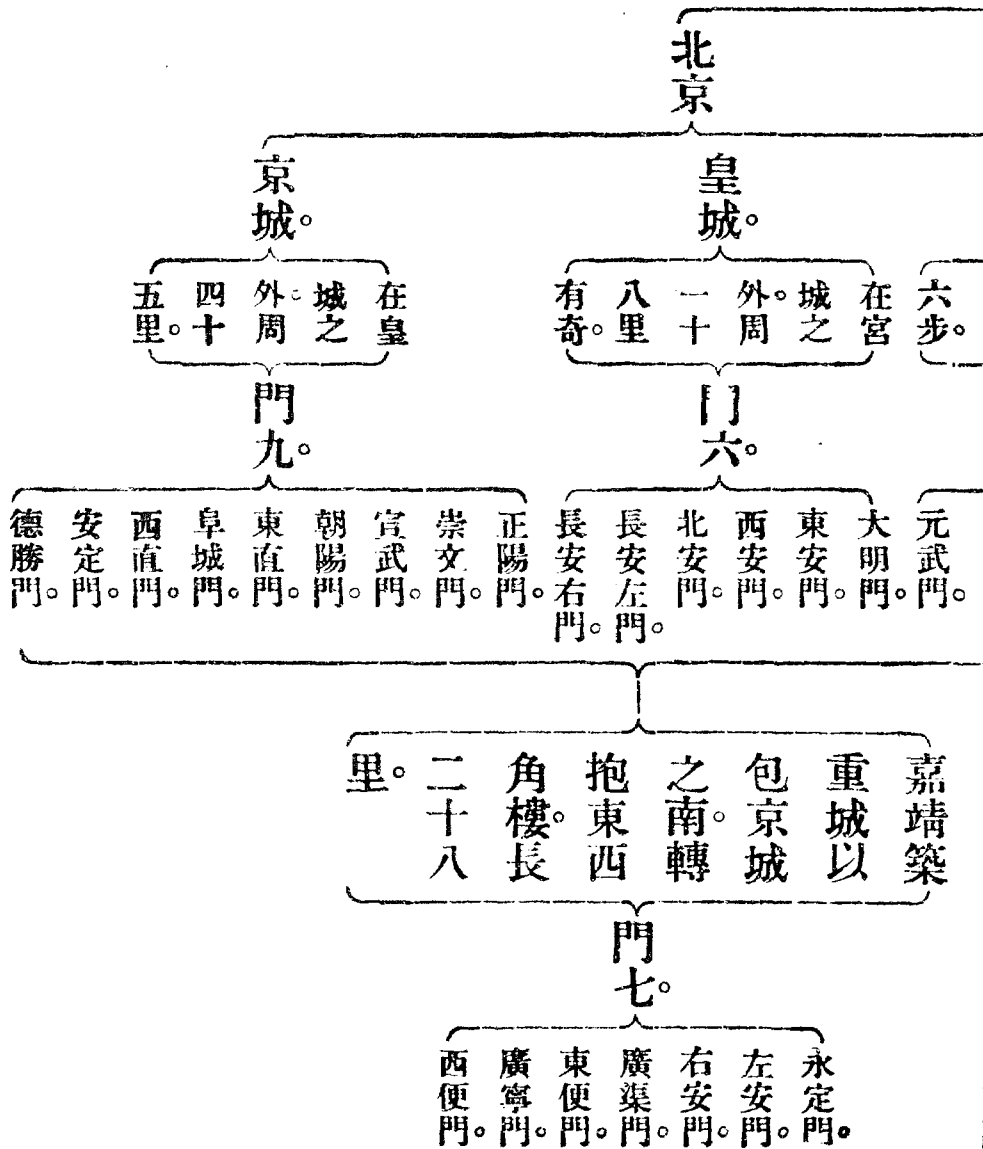 北京
六步。
元武門。
皇城。
在宮
城之
外。周
一十
八里
有奇。
門六。
大明門。
東安門。
西安門。
北安門。
長安左門。
長安右門。
京城。
在皇
城之
外。周
四十
五里。
門九。
正陽門。
崇文門。
宣武門。
朝陽門。
東直門。
阜城門。
西直門。
安定門。
德勝門。
嘉靖築
重城以
包京城
之南。轉
抱東西
角樓。長
二十八
里。
門七。
永定門。
左安門。
右安門。
廣渠門。
東便門。
廣寧門。
西便門。